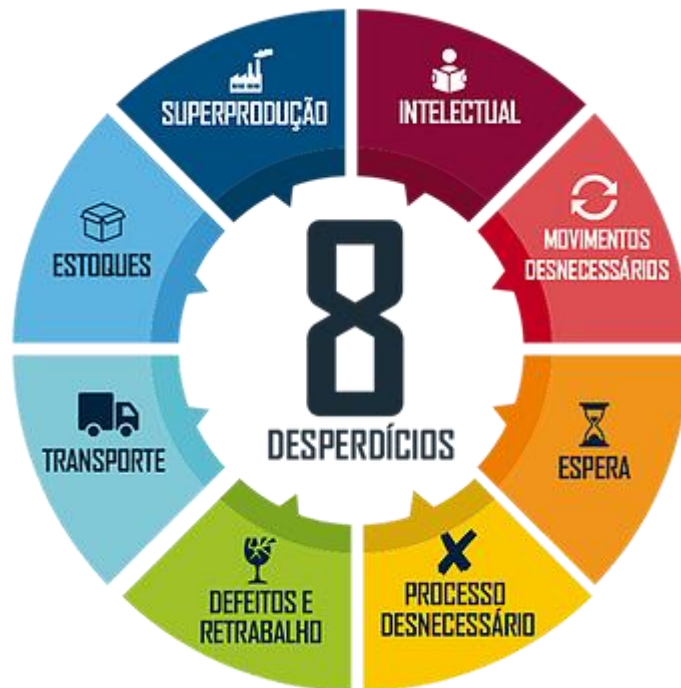 SUPERPRODUÇÃO
INTELECTUAL
MOVIMENTOS
DESNECESSÁRIOS
ESPERA
PROCESSO
DESNECESSÁRIO
DEFEITOS E
RETRABALHO
TRANSPORTE
ESTOQUES
8
DESPERDÍCIOS